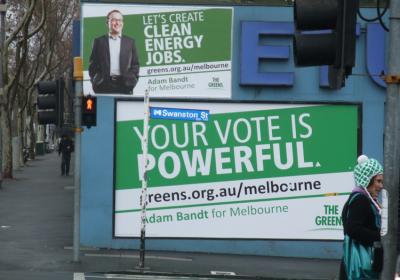 LET'S CREATE
CLEAN
ENERGY
JOBS.
greens.org.au/melbourne
Adam Bandt
for Melbourne
THE
GREENS
Swanston St
YOUR VOTE IS
POWERFUL.
greens.org.au/melbourne
Adam Bandt for Melbourne
THE
GREENS